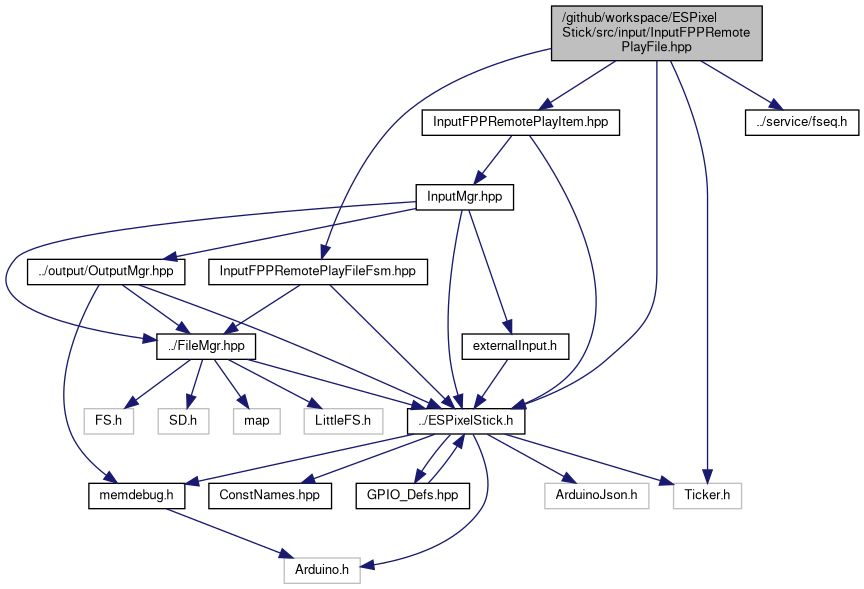 /github/workspace/ESPixel
Stick/src/input/InputFPPRemote
PlayFile.hpp
InputFPPRemotePlayItem.hpp
../service/fseq.h
InputMgr.hpp
../output/OutputMgr.hpp
InputFPPRemotePlayFileFsm.hpp
../FileMgr.hpp
externalInput.h
FS.h
SD.h
map
LittleFS.h
../ESPixelStick.h
memdebug.h
ConstNames.hpp
GPIO_Defs.hpp
ArduinoJson.h
Ticker.h
Arduino.h